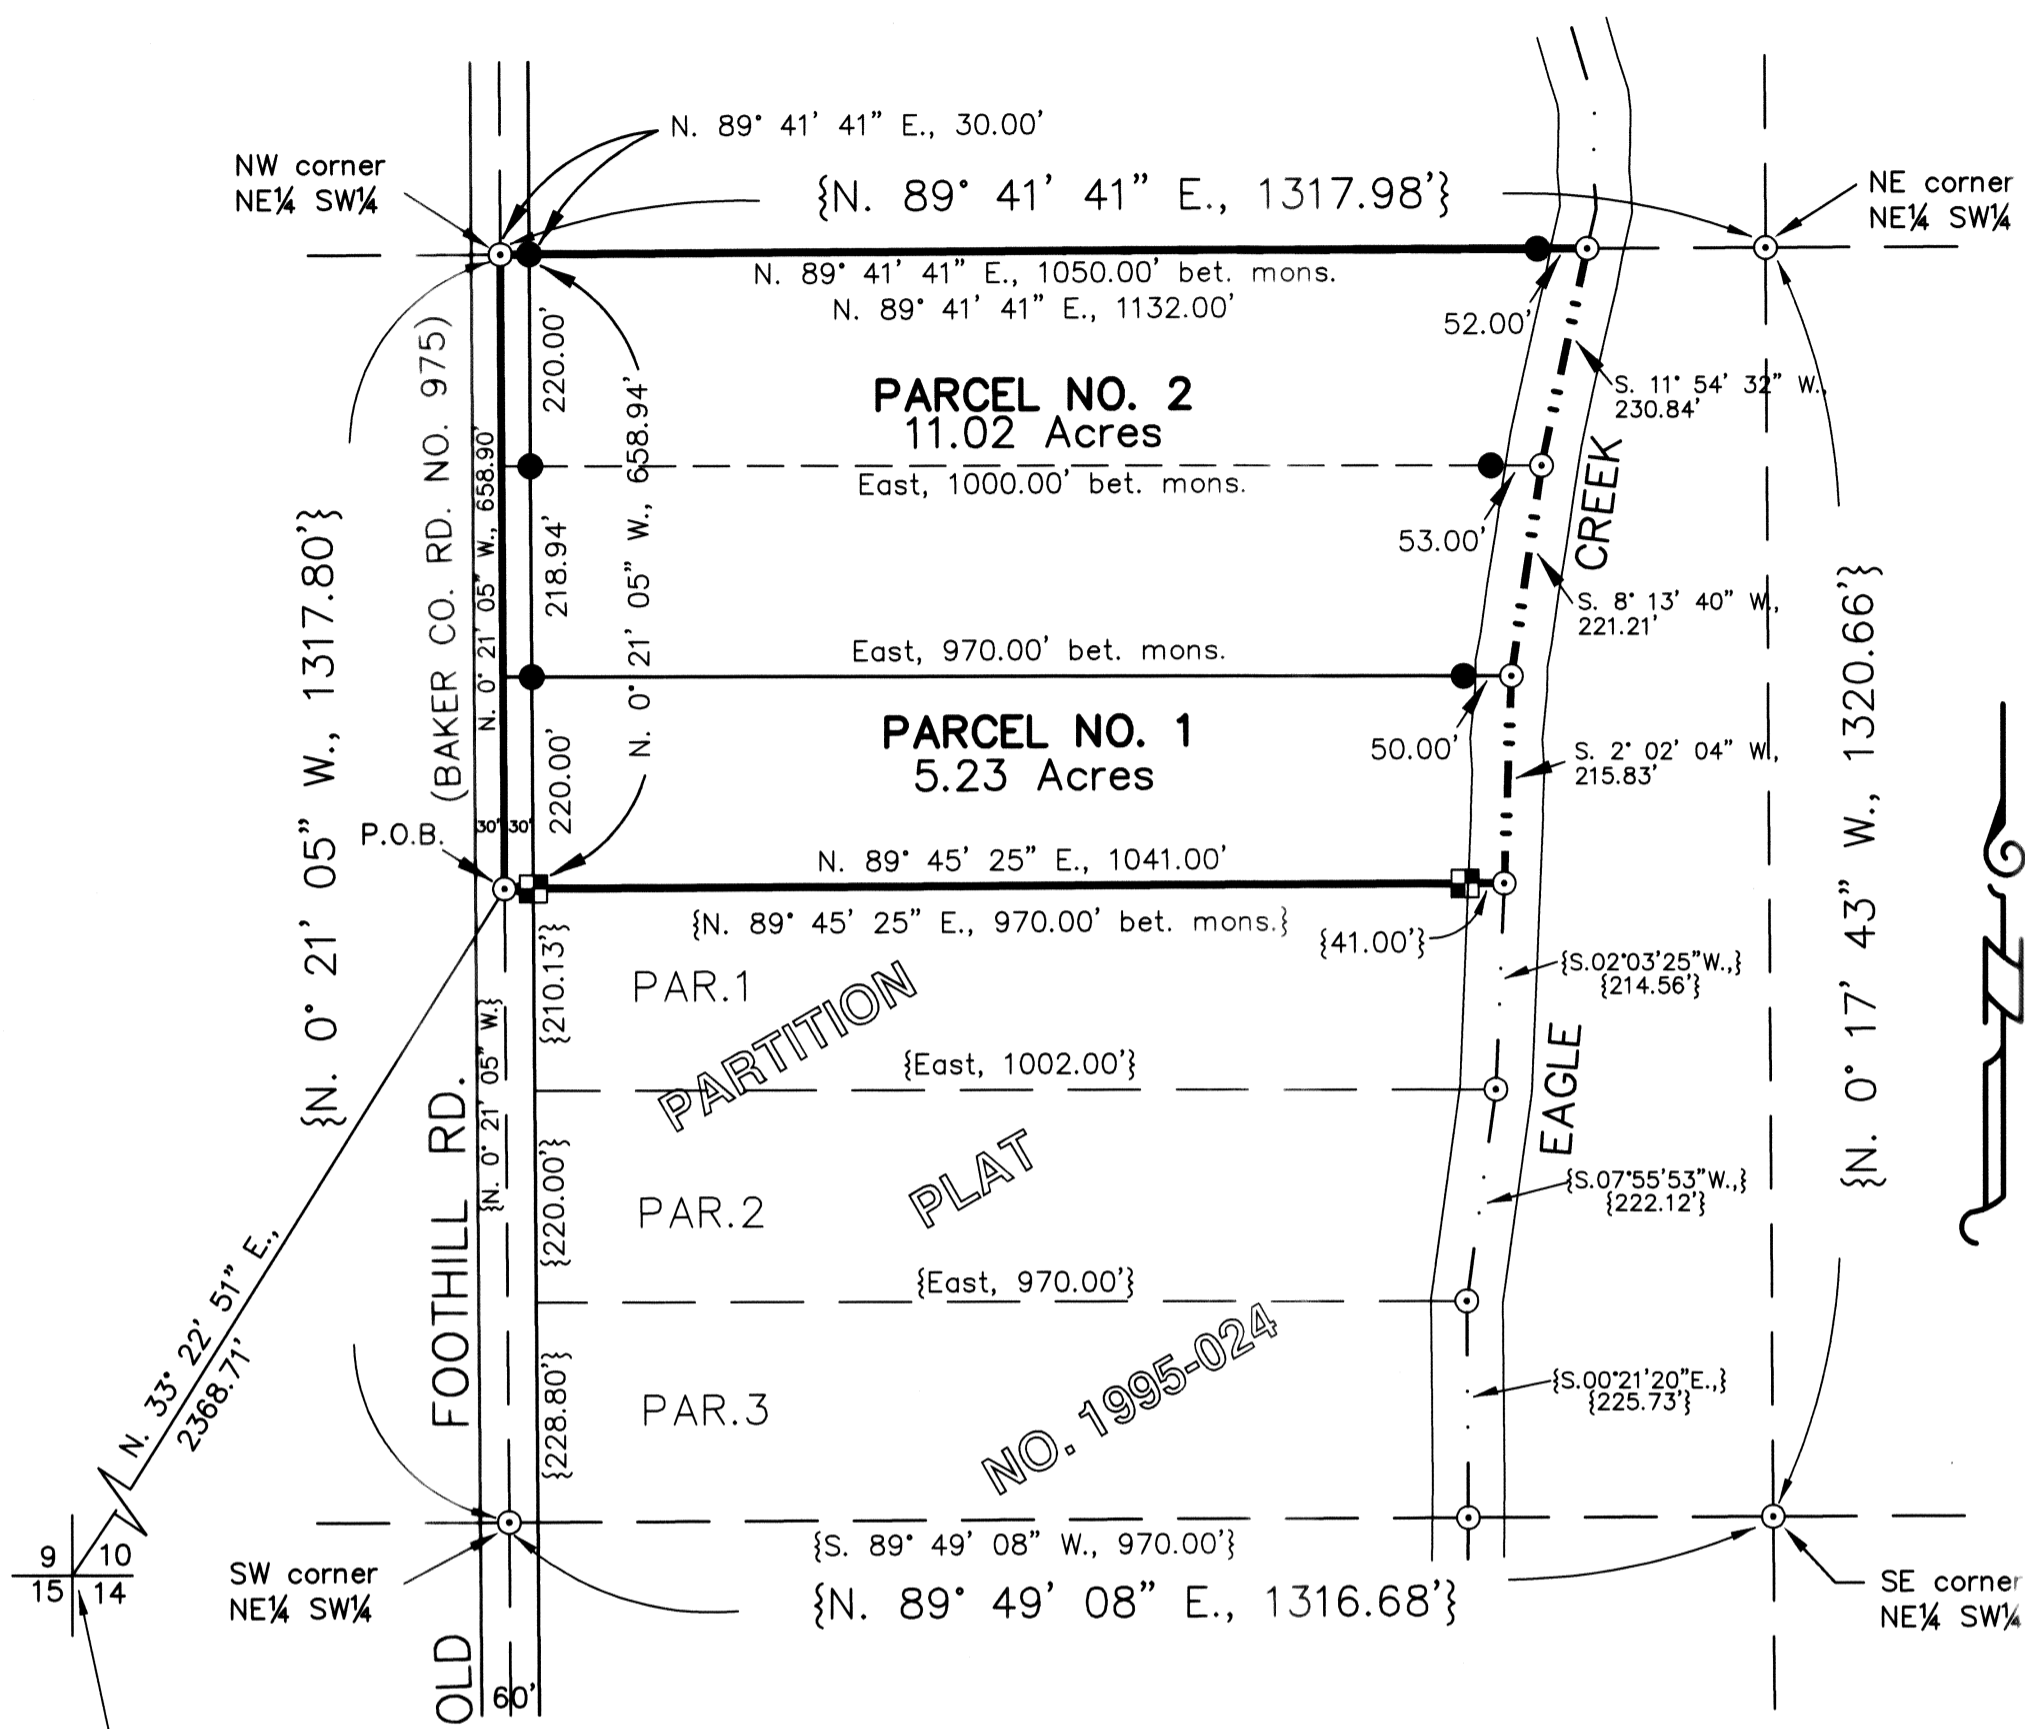 N. 89° 41' 41" E., 30.00'
NW corner
NE¼ SW¼
{N. 89° 41' 41" E., 1317.98'}
NE corner
NE¼ SW¼
N. 89° 41' 41" E., 1050.00' bet. mons.
N. 89° 41' 41" E., 1132.00'
52.00'
220.00'
PARCEL NO. 2
11.02 Acres
S. 11° 54' 32" W.,
230.84'
East, 1000.00' bet. mons.
53.00'
218.94'
N. 0° 21' 05" W., 658.94'
N. 0° 21' 05" W., 658.90'
(BAKER CO. RD. NO. 975)
{N. 0° 21' 05" W., 1317.80'}
CREEK
S. 8° 13' 40" W.,
221.21'
East, 970.00' bet. mons.
PARCEL NO. 1
5.23 Acres
50.00'
S. 2° 02' 04" W.,
215.83'
220.00'
{N. 0° 17' 43" W., 1320.66'}
N
P.O.B.
30' 30'
N. 89° 45' 25" E., 1041.00'
{N. 89° 45' 25" E., 970.00' bet. mons.}
{41.00'}
{210.13'}
PAR.1
{S.02°03'25"W.,}
{214.56'}
{N. 0° 21' 05" W.}
PARTITION
{East, 1002.00'}
EAGLE
PLAT
{220.00'}
PAR.2
{S.07°55'53"W.,}
{222.12'}
{East, 970.00'}
NO. 1995-024
{228.80'}
PAR.3
{S.00°21'20"E.,}
{225.73'}
N. 33° 22' 51" E.,
2368.71'
OLD FOOTHILL RD.
{S. 89° 49' 08" W., 970.00'}
{N. 89° 49' 08" E., 1316.68'}
9 10
15 14
SW corner
NE¼ SW¼
SE corner
NE¼ SW¼
60'